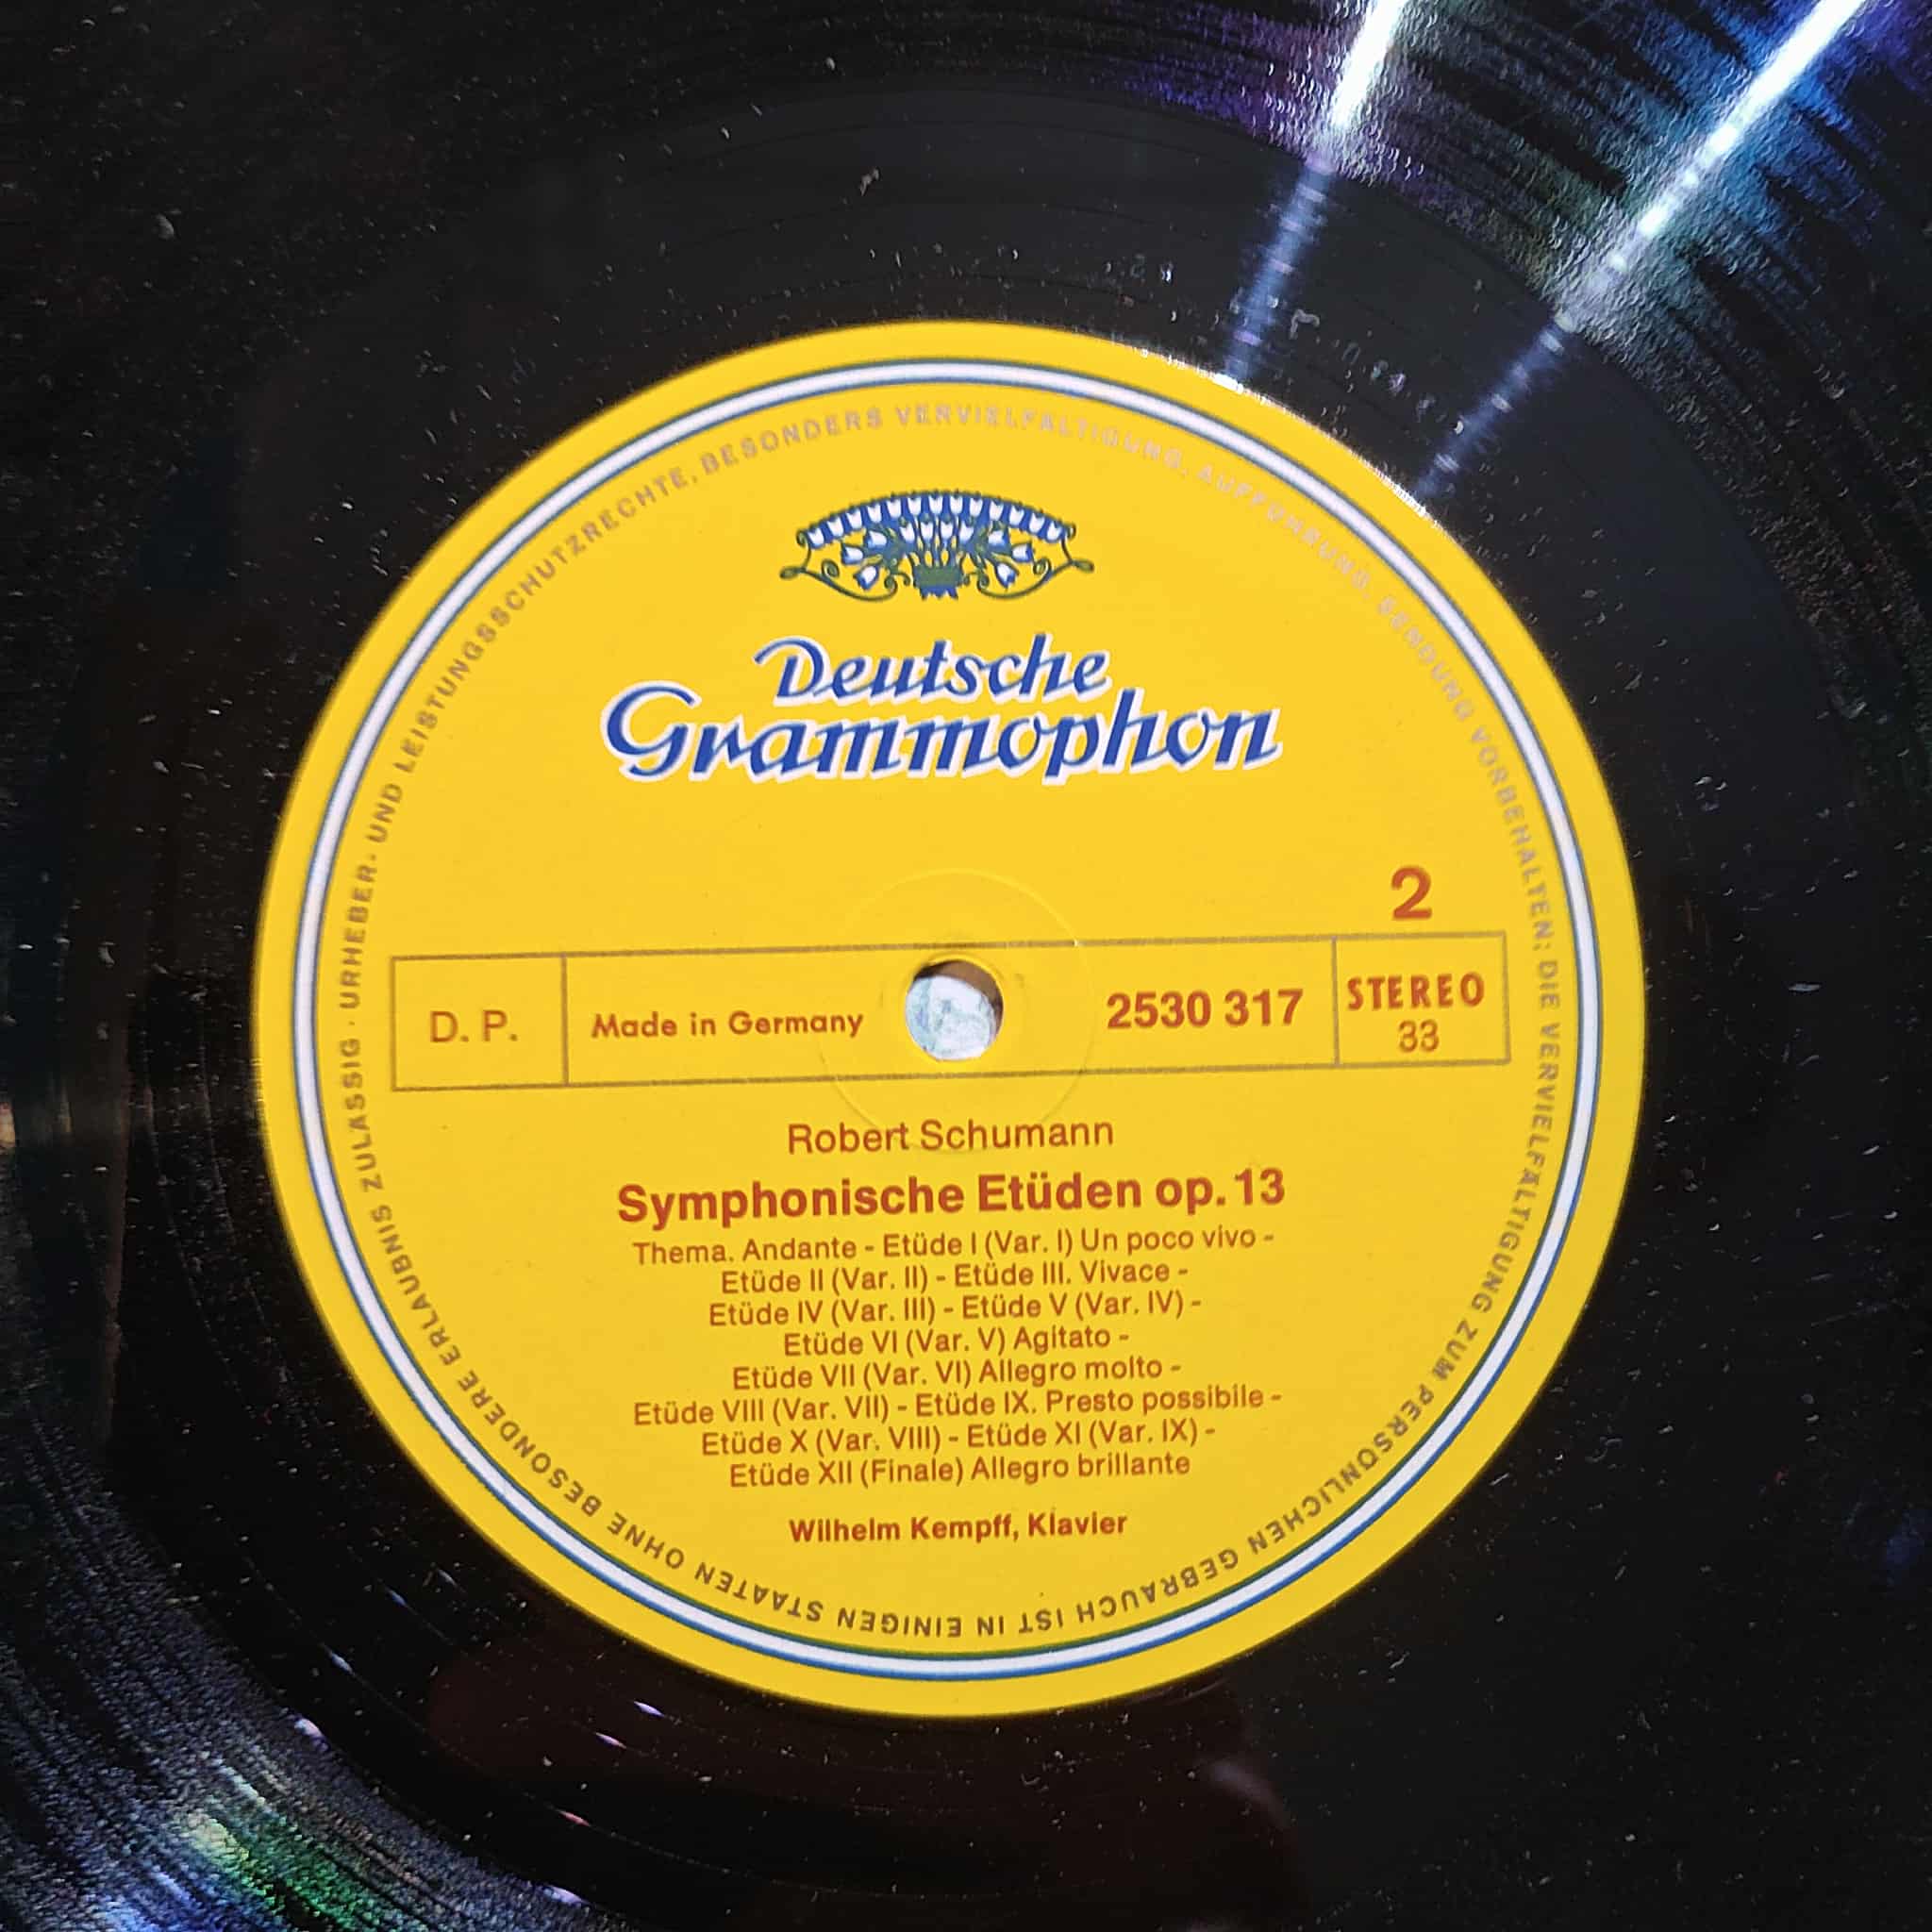 URHEBER- UND LEISTUNGSSCHUTZRECHTE, BESONDERS VERVIELFÄLTIGUNG, AUFFÜHRUNG, SENDUNG VORBEHALTEN; DIE VERVIELFÄLTIGUNG ZUM PERSÖNLICHEN GEBRAUCH IST IN EINIGEN STAATEN OHNE BESONDERE ERLAUBNIS ZULÄSSIG ·
Deutsche
Grammophon
2
D. P.
Made in Germany
2530 317
STEREO
33
Robert Schumann
Symphonische Etüden op. 13
Thema. Andante - Etüde I (Var. I) Un poco vivo -
Etüde II (Var. II) - Etüde III. Vivace -
Etüde IV (Var. III) - Etüde V (Var. IV) -
Etüde VI (Var. V) Agitato -
Etüde VII (Var. VI) Allegro molto -
Etüde VIII (Var. VII) - Etüde IX. Presto possibile -
Etüde X (Var. VIII) - Etüde XI (Var. IX) -
Etüde XII (Finale) Allegro brillante
Wilhelm Kempff, Klavier